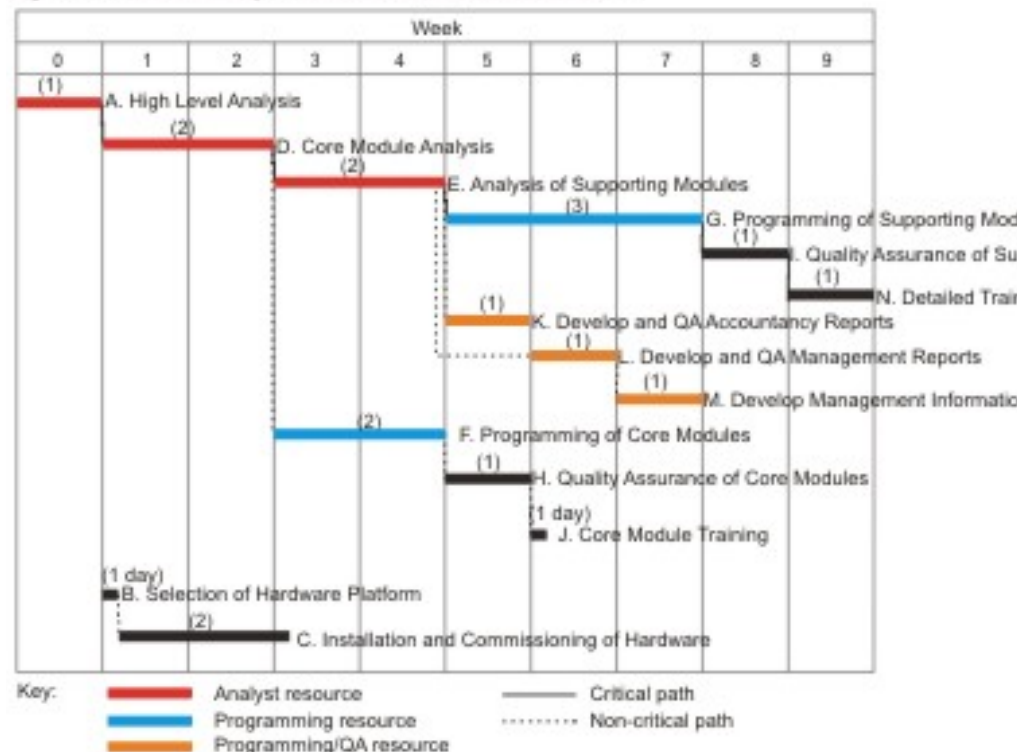 Week
0 1 2 3 4 5 6 7 8 9
(1)
A. High Level Analysis
(2)
D. Core Module Analysis
(2)
E. Analysis of Supporting Modules
(3)
G. Programming of Supporting Mod
(1)
I. Quality Assurance of Su
(1)
N. Detailed Train
(1)
K. Develop and QA Accountancy Reports
(1)
L. Develop and QA Management Reports
(1)
M. Develop Management Informatio
(2)
F. Programming of Core Modules
(1)
H. Quality Assurance of Core Modules
(1 day)
J. Core Module Training
(1 day)
B. Selection of Hardware Platform
(2)
C. Installation and Commissioning of Hardware
Key:
Analyst resource
Critical path
Programming resource
Non-critical path
Programming/QA resource